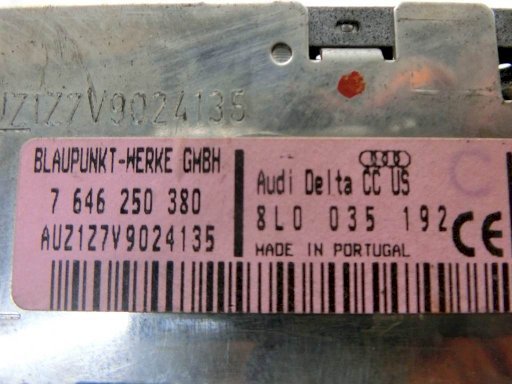 AUZ1Z7V9024135
BLAUPUNKT-WERKE GMBH
7 646 250 380
AUZ1Z7V9024135
Audi Delta CC US
8L0 035 192
MADE IN PORTUGAL
C
CE